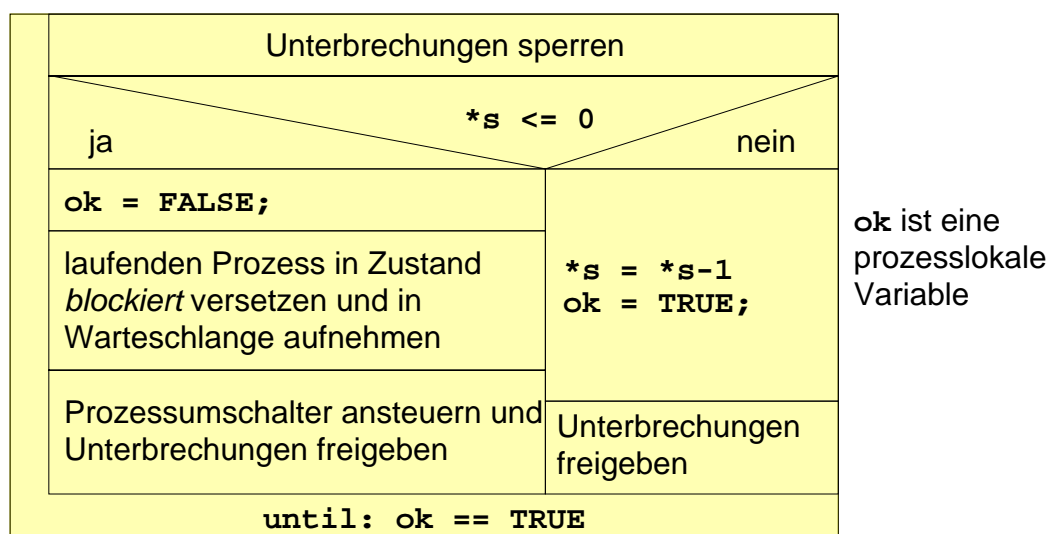 Unterbrechungen sperren
*s <= 0
ja
nein
ok = FALSE;
laufenden Prozess in Zustand
blockiert versetzen und in
Warteschlange aufnehmen
Prozessumschalter ansteuern und
Unterbrechungen freigeben
*s = *s-1
ok = TRUE;
Unterbrechungen
freigeben
until: ok == TRUE
ok ist eine
prozesslokale
Variable